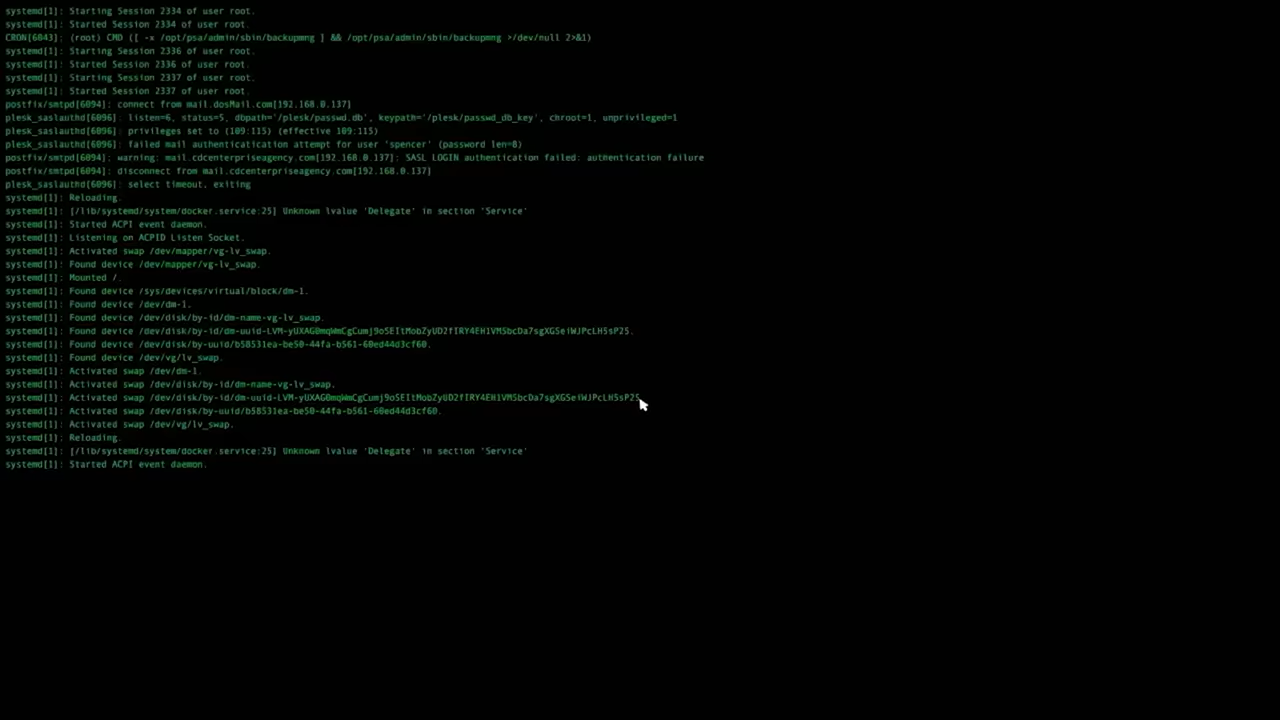 systemd[1]: Starting Session 2334 of user root.
systemd[1]: Started Session 2334 of user root.
CRON[6043]: (root) CMD ([ -x /opt/psa/admin/sbin/backupmng ] && /opt/psa/admin/sbin/backupmng >/dev/null 2>&1)
systemd[1]: Starting Session 2336 of user root.
systemd[1]: Started Session 2336 of user root.
systemd[1]: Starting Session 2337 of user root.
systemd[1]: Started Session 2337 of user root.
postfix/smtpd[6094]: connect from mail.dosMail.com[192.168.0.137]
plesk_saslauthd[6096]: listen=6, status=5, dbpath='/plesk/passwd.db', keypath='/plesk/passwd_db_key', chroot=1, unprivileged=1
plesk_saslauthd[6096]: privileges set to (109:115) (effective 109:115)
plesk_saslauthd[6096]: failed mail authenticatication attempt for user 'spencer' (password len=8)
postfix/smtpd[6094]: warning: mail.cdcenterpriseagency.com[192.168.0.137]: SASL LOGIN authentication failed: authentication failure
postfix/smtpd[6094]: disconnect from mail.cdcenterpriseagency.com[192.168.0.137]
plesk_saslauthd[6096]: select timeout, exiting
systemd[1]: Reloading.
systemd[1]: [/lib/systemd/system/docker.service:25] Unknown lvalue 'Delegate' in section 'Service'
systemd[1]: Started ACPI event daemon.
systemd[1]: Listening on ACPID Listen Socket.
systemd[1]: Activated swap /dev/mapper/vg-lv_swap.
systemd[1]: Found device /dev/mapper/vg-lv_swap.
systemd[1]: Mounted /.
systemd[1]: Found device /sys/devices/virtual/block/dm-1.
systemd[1]: Found device /dev/dm-1.
systemd[1]: Found device /dev/disk/by-id/dm-name-vg-lv_swap.
systemd[1]: Found device
systemd[1]: Found device /dev/disk/by-uuid/b58531ea-be50-44fa-b561-60ed44d3cf60.
systemd[1]: Found device /dev/vg/lv_swap.
systemd[1]: Activated swap /dev/dm-1.
systemd[1]: Activated swap /dev/disk/by-id/dm-name-vg-lv_swap.
systemd[1]: Activated swap
systemd[1]: Activated swap /dev/disk/by-uuid/b58531ea-be50-44fa-b561-60ed44d3cf60.
systemd[1]: Activated swap /dev/vg/lv_swap.
systemd[1]: Reloading.
systemd[1]: [/lib/systemd/system/docker.service:25] Unknown lvalue 'Delegate' in section 'Service'
systemd[1]: Started ACPI event daemon.